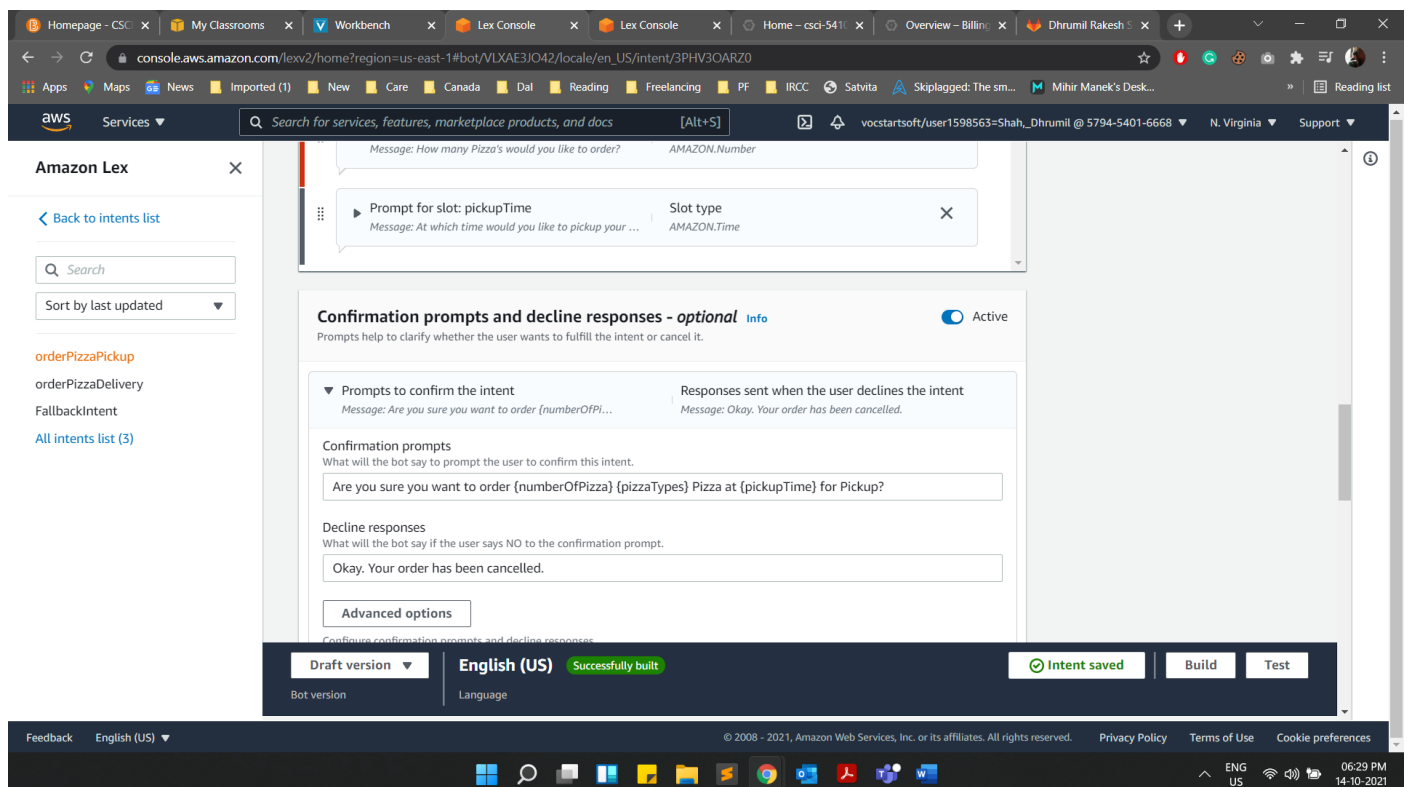 Homepage - CSC
My Classrooms
Workbench
Lex Console
Lex Console
Home – csci-541
Overview – Billing
Dhrumil Rakesh S
console.aws.amazon.com/lexv2/home?region=us-east-1#bot/VLXAE3JO42/locale/en_US/intent/3PHV3OARZ0
Apps Maps News Imported (1) New Care Canada Dal Reading Freelancing PF IRCC Satvita Skiplagged: The sm... Mihir Manek's Desk... » Reading list
aws Services ▼ Search for services, features, marketplace products, and docs [Alt+S] vocstartsoft/user1598563=Shah,_Dhrumil @ 5794-5401-6668 ▼ N. Virginia ▼ Support ▼
Amazon Lex
Back to intents list
Search
Sort by last updated
orderPizzaPickup
orderPizzaDelivery
FallbackIntent
All intents list (3)
Message: How many Pizza's would you like to order? AMAZON.Number
Prompt for slot: pickupTime Slot type
Message: At which time would you like to pickup your ... AMAZON.Time
Confirmation prompts and decline responses - optional Info Active
Prompts help to clarify whether the user wants to fulfill the intent or cancel it.
Prompts to confirm the intent Responses sent when the user declines the intent
Message: Are you sure you want to order {numberOfPi... Message: Okay. Your order has been cancelled.
Confirmation prompts
What will the bot say to prompt the user to confirm this intent.
Are you sure you want to order {numberOfPizza} {pizzaTypes} Pizza at {pickupTime} for Pickup?
Decline responses
What will the bot say if the user says NO to the confirmation prompt.
Okay. Your order has been cancelled.
Advanced options
Configure confirmation prompts and decline responses
Draft version ▼ English (US) Successfully built Intent saved Build Test
Bot version Language
Feedback English (US) ▼ © 2008 - 2021, Amazon Web Services, Inc. or its affiliates. All rights reserved. Privacy Policy Terms of Use Cookie preferences
ENG 06:29 PM
US 14-10-2021